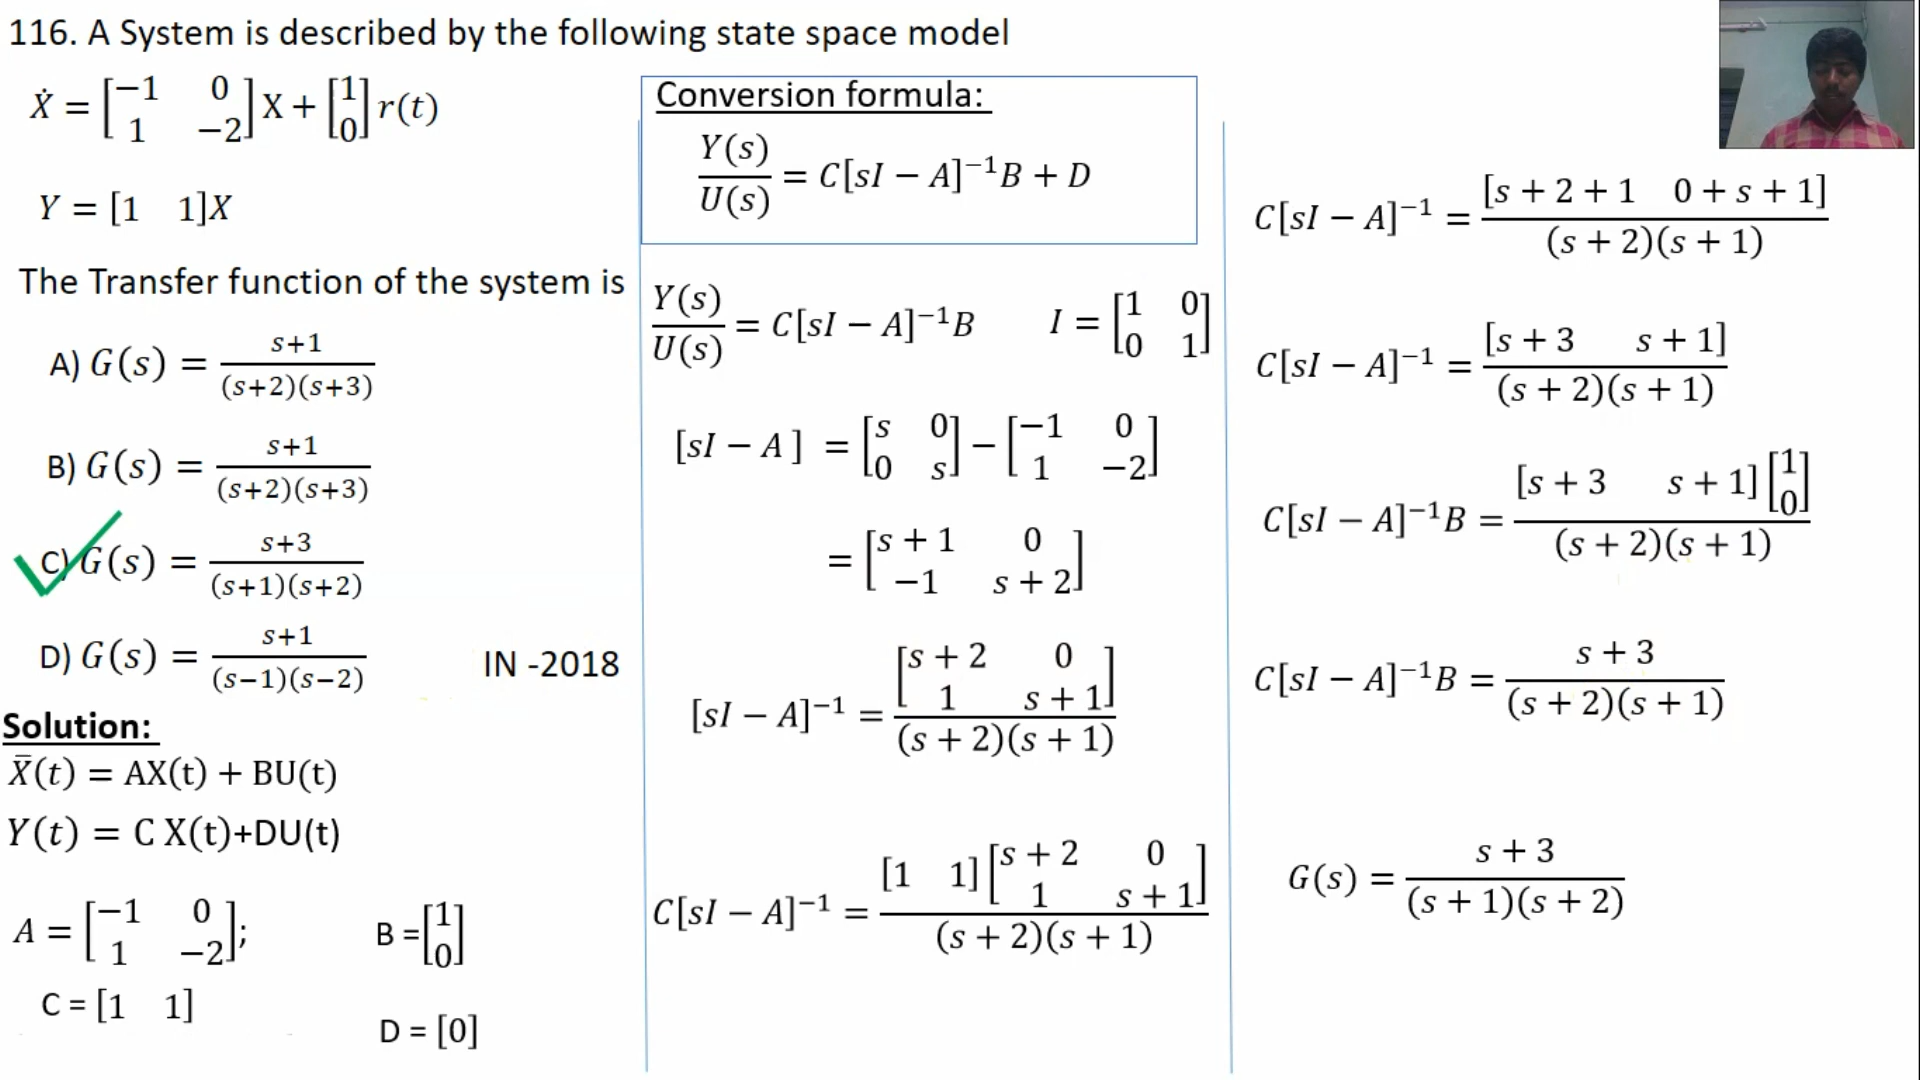 116. A System is described by the following state space model
Ẋ = [−1 0; 1 −2] X + [1; 0] r(t)
Y = [1 1]X
The Transfer function of the system is
A) G(s) = (s+1)/((s+2)(s+3))
B) G(s) = (s+1)/((s+2)(s+3))
C) G(s) = (s+3)/((s+1)(s+2))
D) G(s) = (s+1)/((s−1)(s−2))
IN -2018
Solution:
X̄(t) = AX(t) + BU(t)
Y(t) = C X(t)+DU(t)
A = [−1 0; 1 −2]; B = [1; 0]
C = [1 1]
D = [0]
Conversion formula:
Y(s)/U(s) = C[sI − A]⁻¹B + D
Y(s)/U(s) = C[sI − A]⁻¹B I = [1 0; 0 1]
[sI − A ] = [s 0; 0 s] − [−1 0; 1 −2]
= [s + 1 0; −1 s + 2]
[sI − A]⁻¹ = [s + 2 0; 1 s + 1]/((s + 2)(s + 1))
C[sI − A]⁻¹ = [1 1][s + 2 0; 1 s + 1]/((s + 2)(s + 1))
C[sI − A]⁻¹ = [s + 2 + 1 0 + s + 1]/((s + 2)(s + 1))
C[sI − A]⁻¹ = [s + 3 s + 1]/((s + 2)(s + 1))
C[sI − A]⁻¹B = [s + 3 s + 1][1; 0]/((s + 2)(s + 1))
C[sI − A]⁻¹B = (s + 3)/((s + 2)(s + 1))
G(s) = (s + 3)/((s + 1)(s + 2))